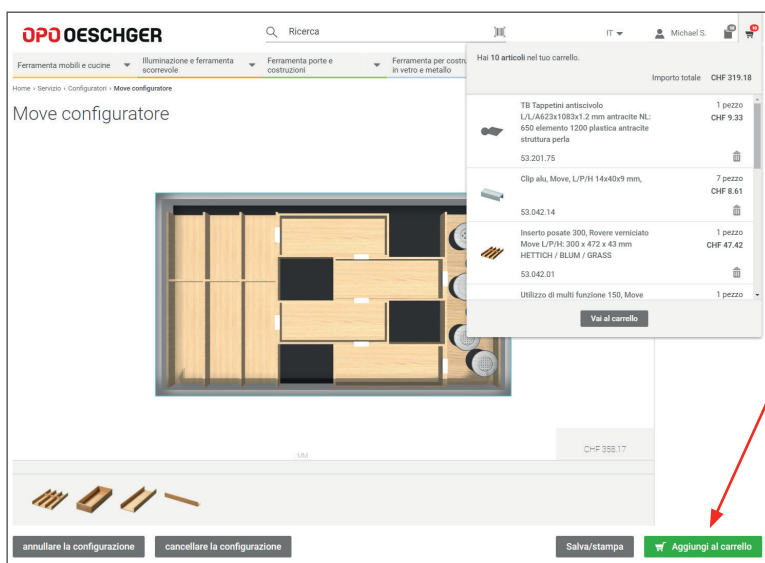 OPO OESCHGER
Ricerca
IT
Michael S.
10
10
Ferramenta mobili e cucine
Illuminazione e ferramenta
scorrevole
Ferramenta porte e
costruzioni
Ferramenta per costru
in vetro e metallo
Home › Servizio › Configuratori › Move configuratore
Move configuratore
Hai 10 articoli nel tuo carrello.
Importo totale CHF 319.18
TB Tappetini antiscivolo
L/L/A623x1083x1.2 mm antracite NL:
650 elemento 1200 plastica antracite
struttura perla
53.201.75
1 pezzo
CHF 9.33
Clip alu, Move, L/P/H 14x40x9 mm,
53.042.14
7 pezzo
CHF 8.61
Inserto posate 300, Rovere verniciato
Move L/P/H: 300 x 472 x 43 mm
HETTICH / BLUM / GRASS
53.042.01
1 pezzo
CHF 47.42
Utilizzo di multi funzione 150, Move
1 pezzo
Vai al carrello
CHF 358.17
annullare la configurazione
cancellare la configurazione
Salva/stampa
Aggiungi al carrello